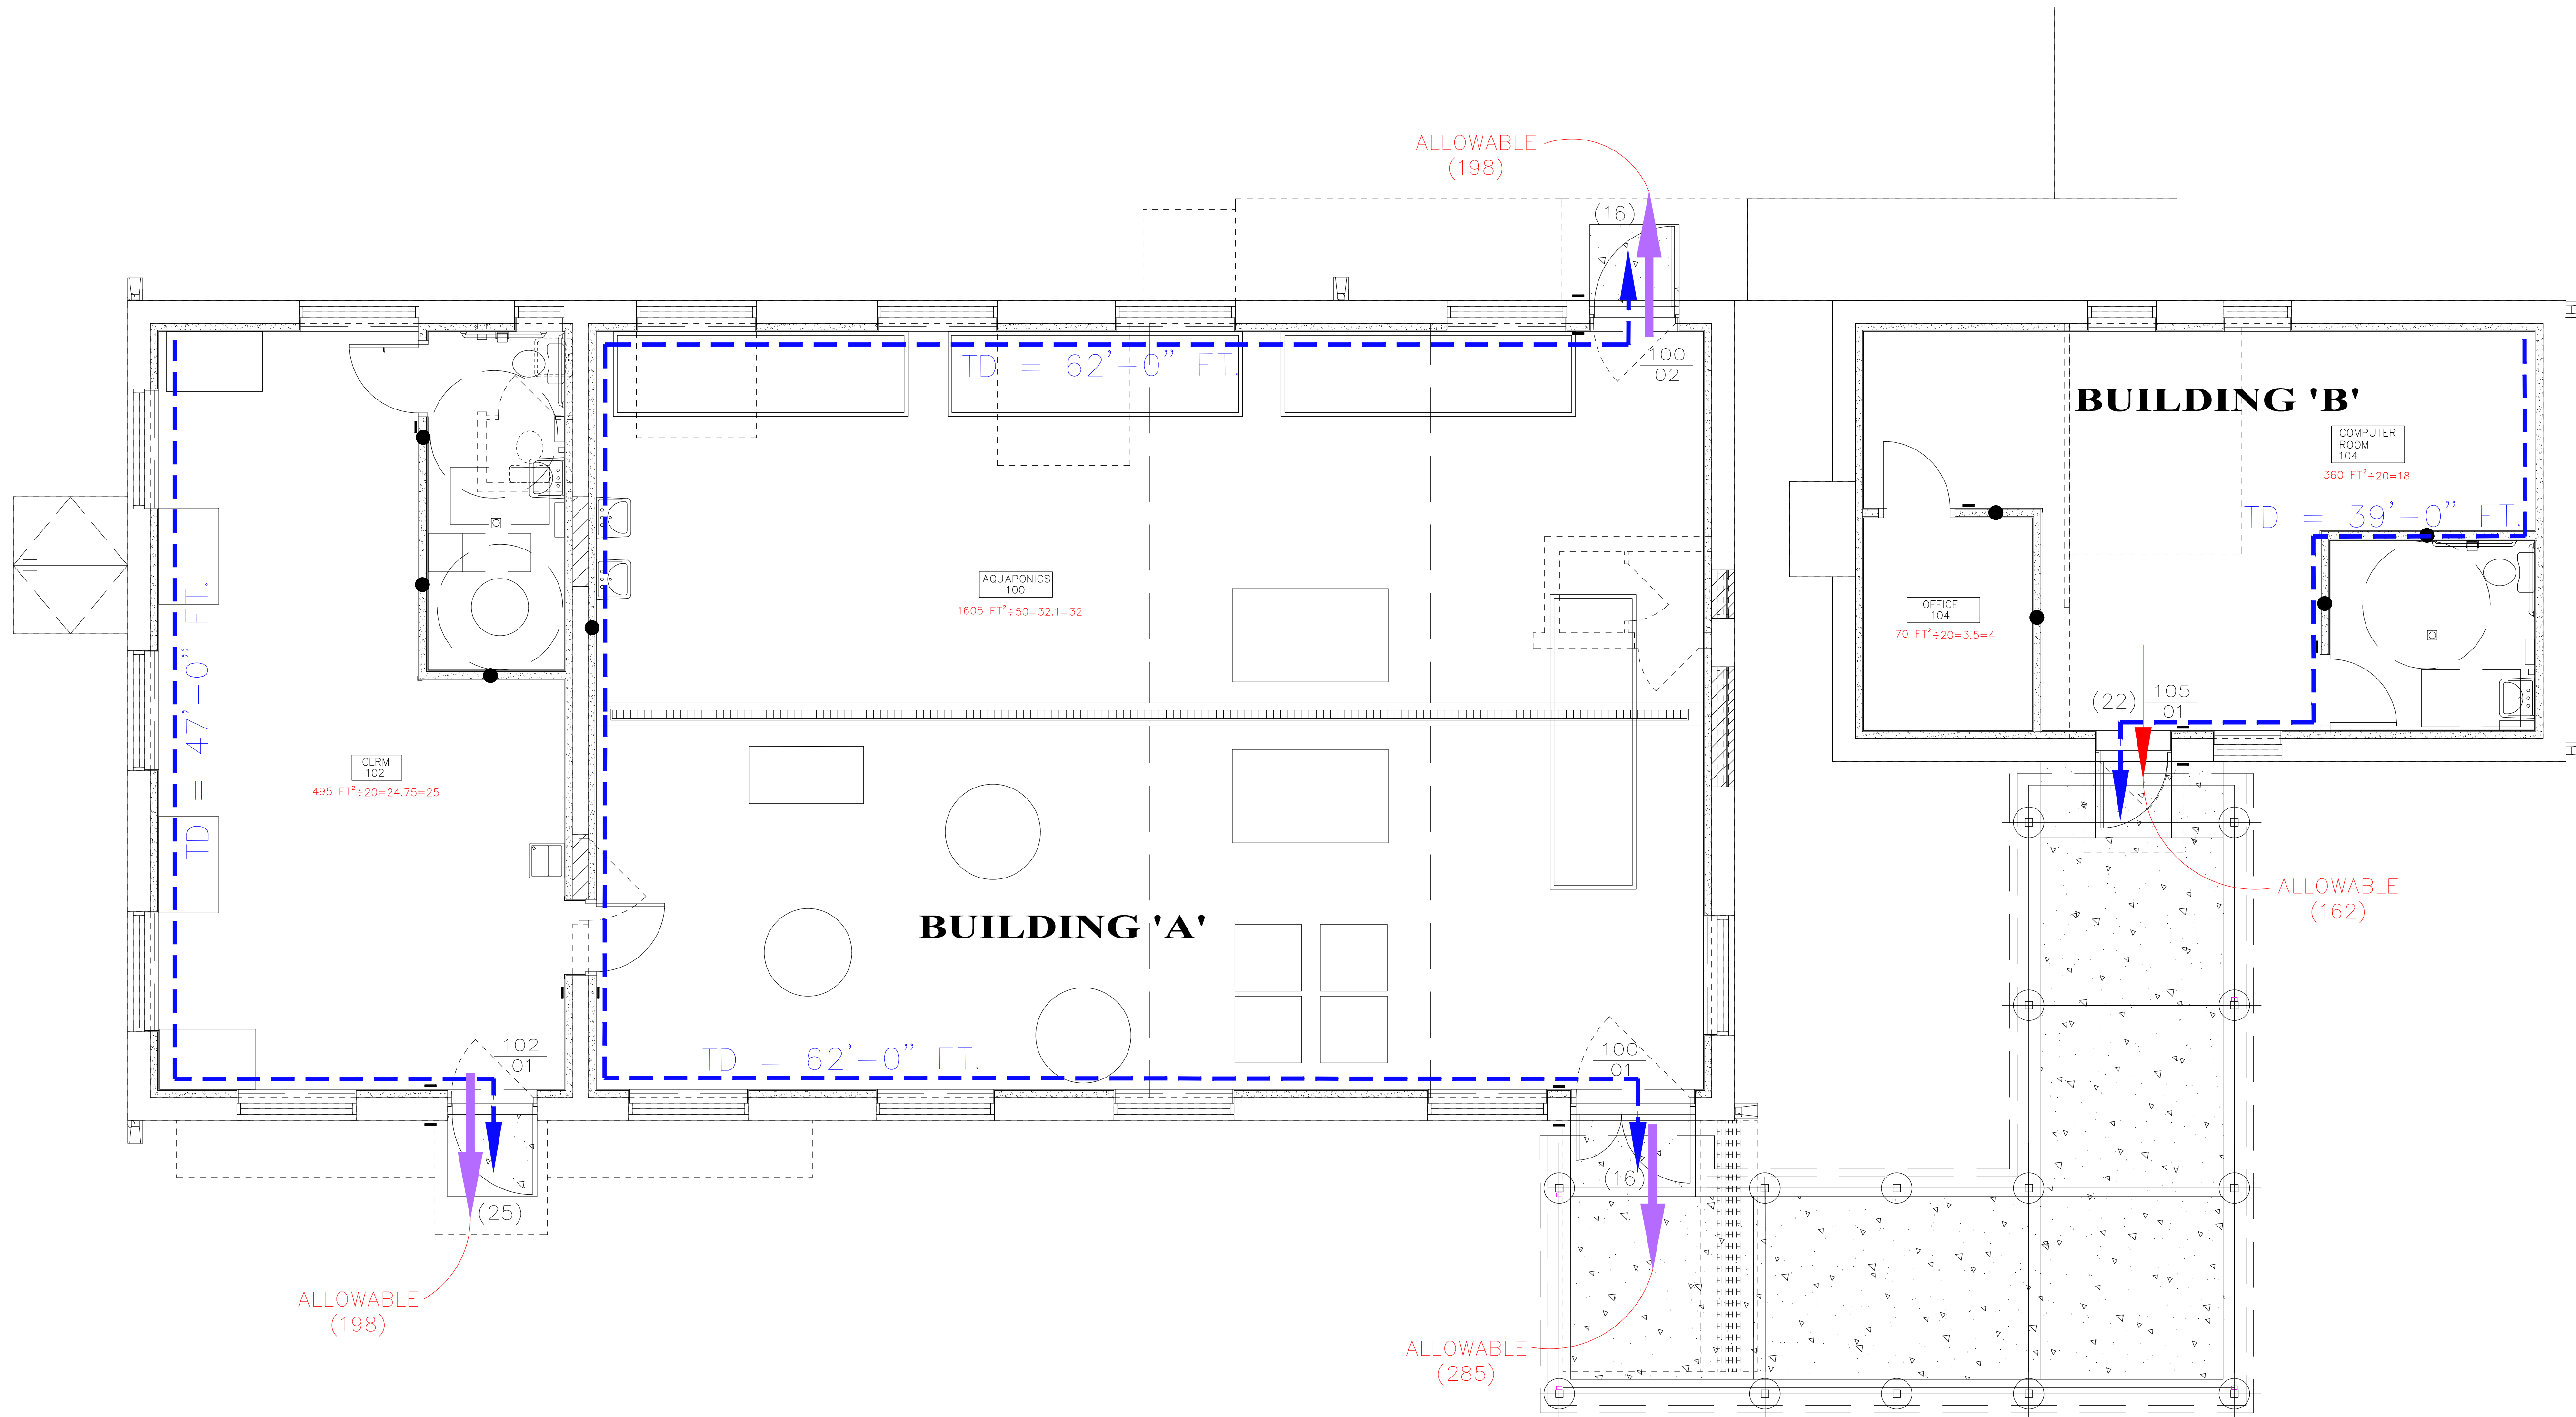 ALLOWABLE
(198)
(16)
100
02
TD = 62'-0" FT.
BUILDING 'B'
COMPUTER
ROOM
104
360 FT²÷20=18
TD = 39'-0" FT.
AQUAPONICS
100
1605 FT²÷50=32.1=32
OFFICE
104
70 FT²÷20=3.5=4
TD = 47'-0" FT.
(22)
105
01
CLRM
102
495 FT²÷20=24.75=25
ALLOWABLE
(162)
BUILDING 'A'
102
01
TD = 62'-0" FT.
100
01
(16)
(25)
ALLOWABLE
(198)
ALLOWABLE
(285)